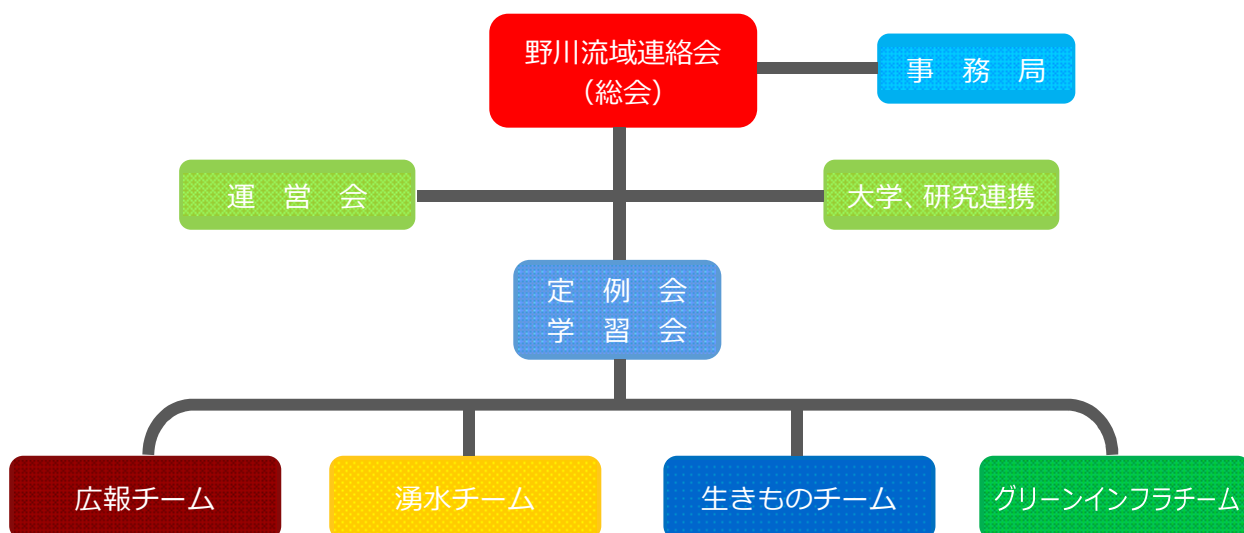 野川流域連絡会
（総会）
事　務　局
運　営　会
大学、研究連携
定　例　会
学　習　会
広報チーム
湧水チーム
生きものチーム
グリーンインフラチーム